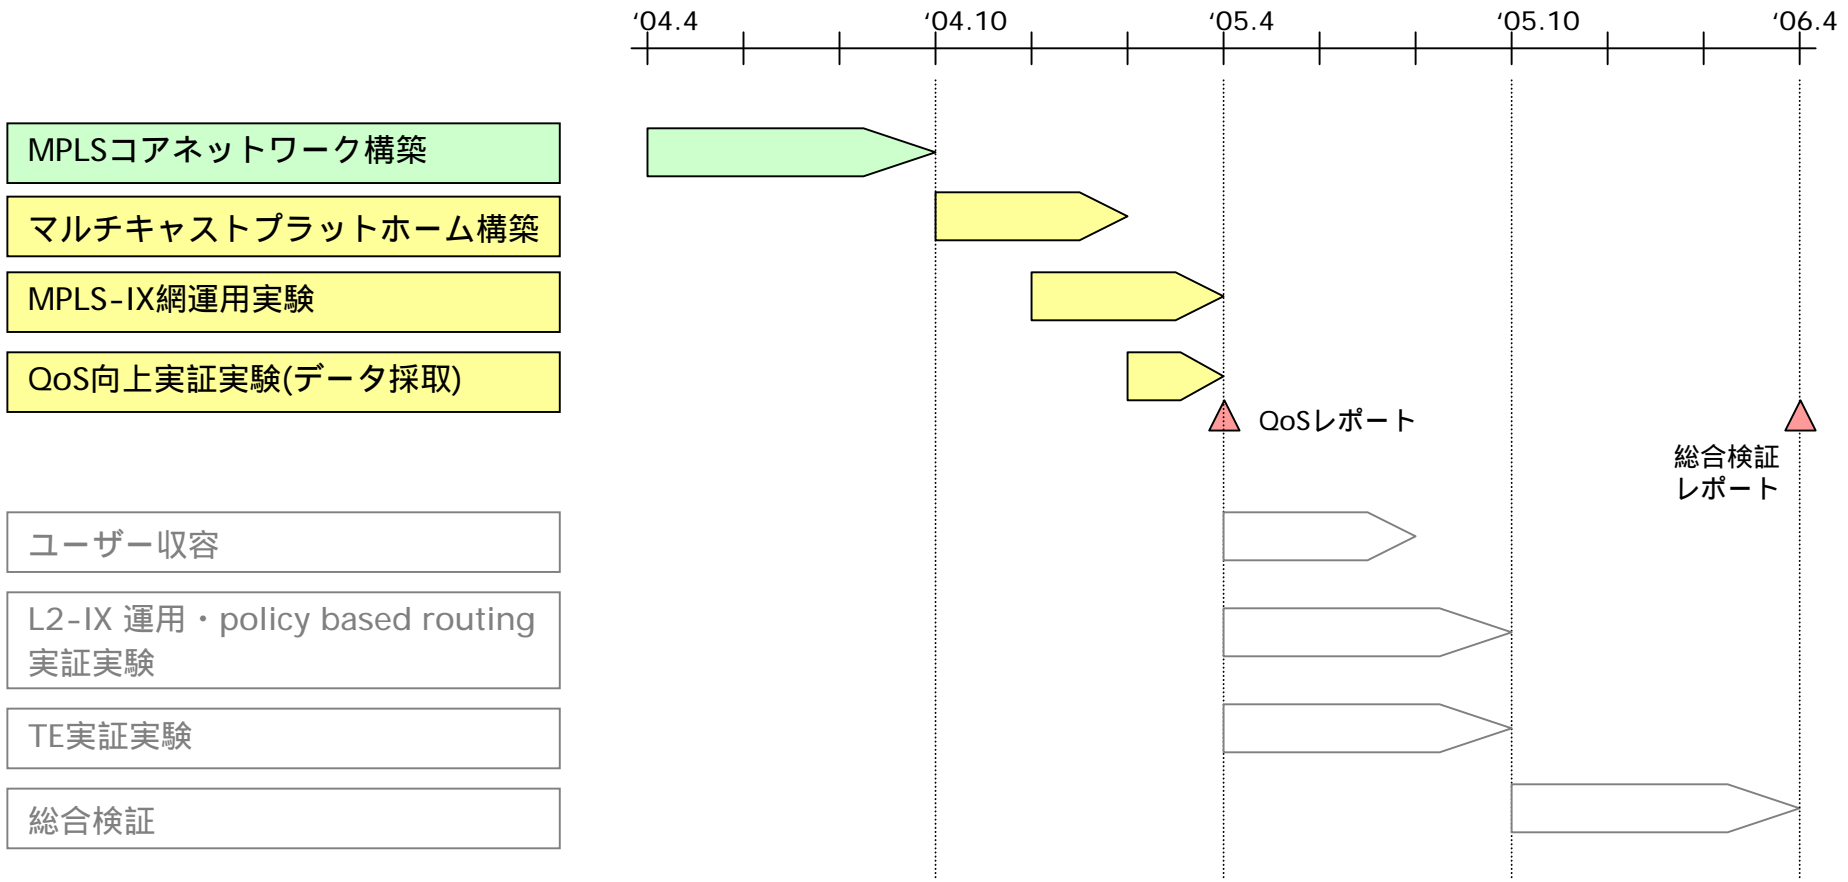 ‘04.4 ‘04.10 ‘05.4 ‘05.10 ‘06.4
MPLSコアネットワーク構築
マルチキャストプラットホーム構築
MPLS-IX網運用実験
QoS向上実証実験(データ採取)
QoSレポート
総合検証
レポート
ユーザー収容
L2-IX 運用・policy based routing
実証実験
TE実証実験
総合検証